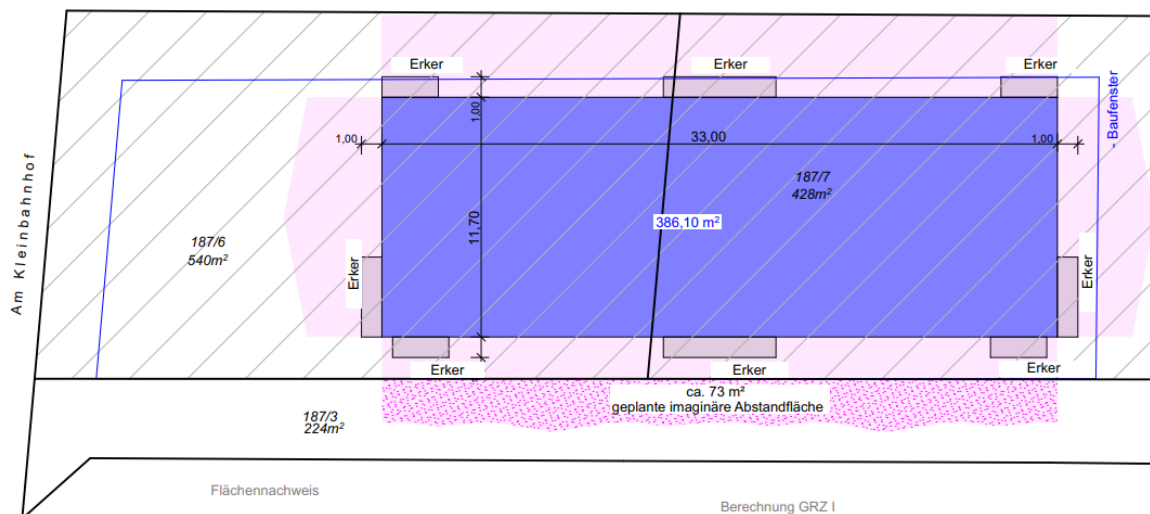 Erker
Erker
Erker
1,00
1,00
33,00
1,00
- Baufenster
187/7
428m²
11,70
386,10 m²
187/6
540m²
Am Kleinbahnhof
Erker
Erker
Erker
Erker
Erker
ca. 73 m²
geplante imaginäre Abstandfläche
187/3
224m²
Flächennachweis
Berechnung GRZ I